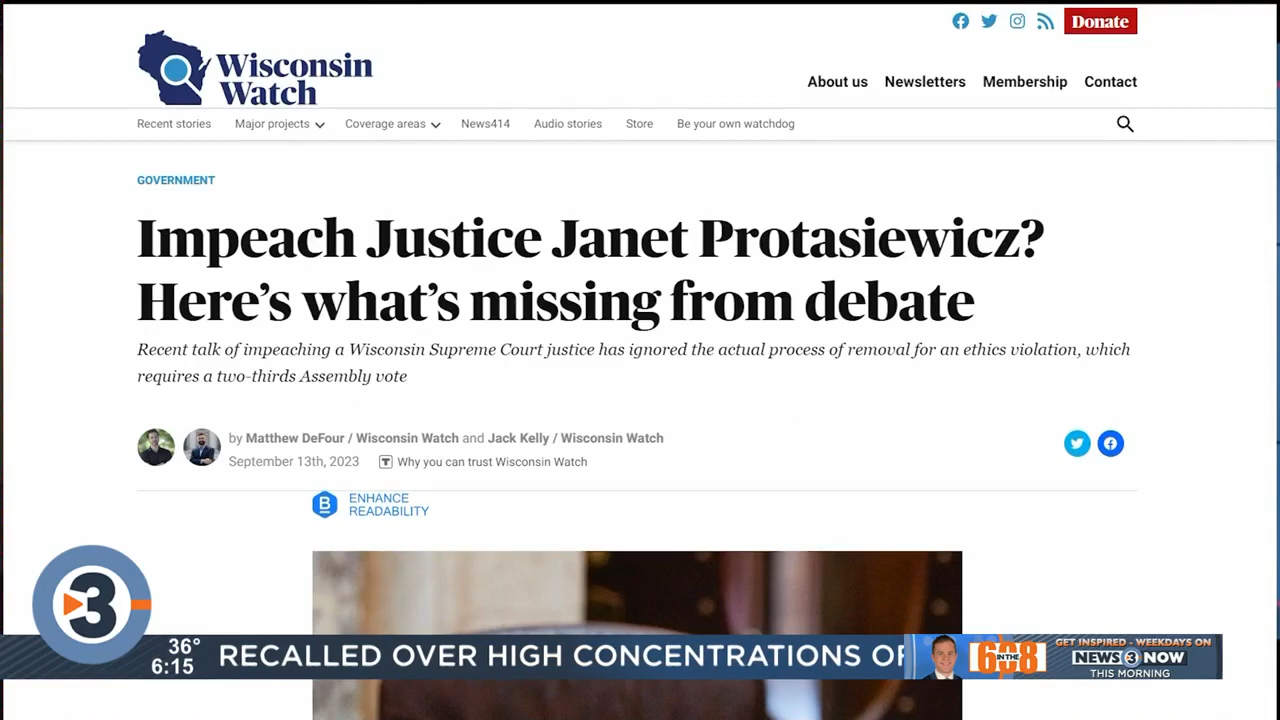 Donate
Wisconsin
Watch
About us Newsletters Membership Contact
Recent stories Major projects Coverage areas News414 Audio stories Store Be your own watchdog
GOVERNMENT
Impeach Justice Janet Protasiewicz?
Here’s what’s missing from debate
Recent talk of impeaching a Wisconsin Supreme Court justice has ignored the actual process of removal for an ethics violation, which
requires a two-thirds Assembly vote
by Matthew DeFour / Wisconsin Watch and Jack Kelly / Wisconsin Watch
September 13th, 2023 T Why you can trust Wisconsin Watch
B ENHANCE
READABILITY
3
36°
6:15
RECALLED OVER HIGH CONCENTRATIONS OF
608
IN THE
GET INSPIRED - WEEKDAYS ON
NEWS 3 NOW
THIS MORNING